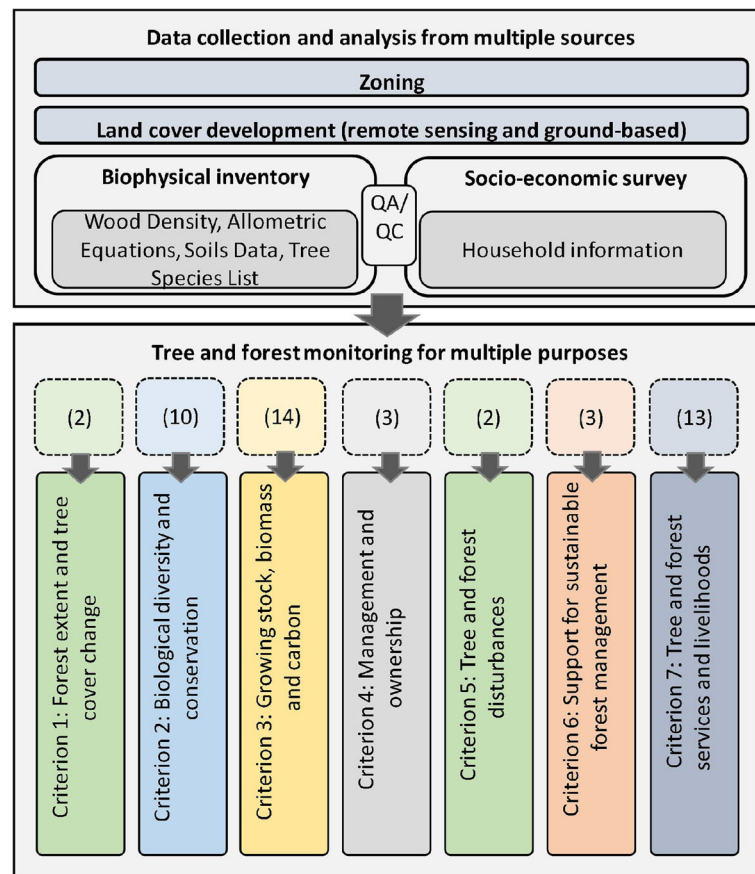 Data collection and analysis from multiple sources
Zoning
Land cover development (remote sensing and ground-based)
Biophysical inventory
Wood Density, Allometric
Equations, Soils Data, Tree
Species List
QA/
QC
Socio-economic survey
Household information
Tree and forest monitoring for multiple purposes
(2)
(10)
(14)
(3)
(2)
(3)
(13)
Criterion 1: Forest extent and tree
cover change
Criterion 2: Biological diversity and
conservation
Criterion 3: Growing stock, biomass
and carbon
Criterion 4: Management and
ownership
Criterion 5: Tree and forest
disturbances
Criterion 6: Support for sustainable
forest management
Criterion 7: Tree and forest
services and livelihoods